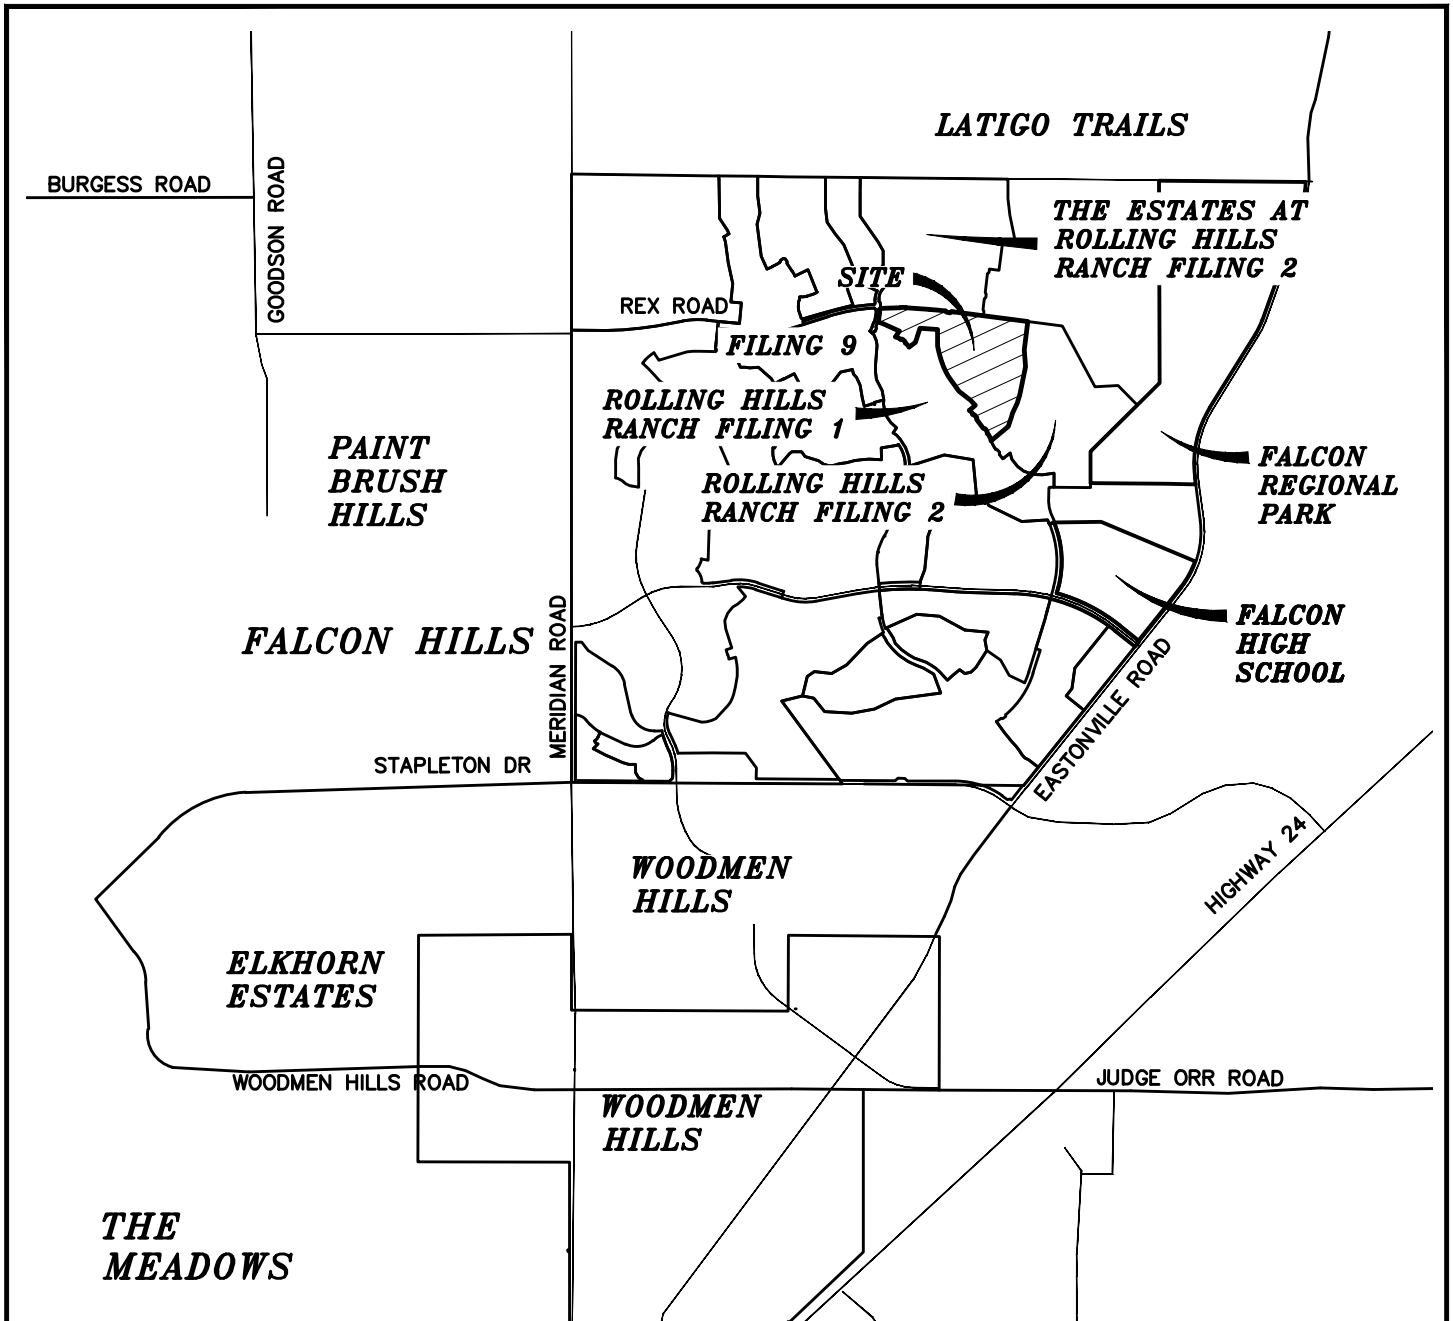 LATIGO TRAILS
BURGESS ROAD
GOODSON ROAD
THE ESTATES AT
ROLLING HILLS
RANCH FILING 2
SITE
REX ROAD
FILING 9
ROLLING HILLS
RANCH FILING 1
PAINT
BRUSH
HILLS
ROLLING HILLS
RANCH FILING 2
FALCON
REGIONAL
PARK
FALCON HILLS
MERIDIAN ROAD
FALCON
HIGH
SCHOOL
EASTONVILLE ROAD
STAPLETON DR
HIGHWAY 24
WOODMEN
HILLS
ELKHORN
ESTATES
WOODMEN HILLS ROAD
JUDGE ORR ROAD
WOODMEN
HILLS
THE
MEADOWS